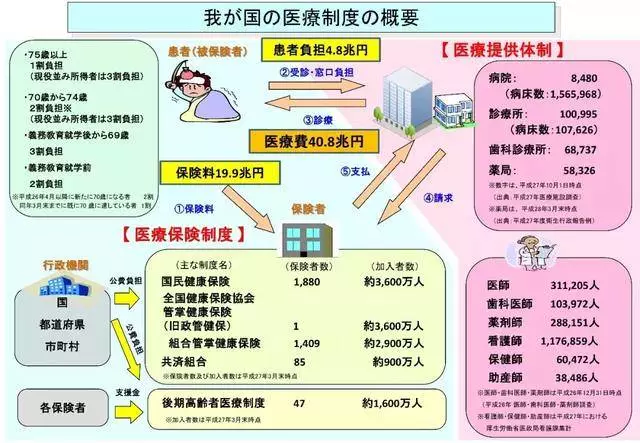 我が国の医療制度の概要
・75歳以上
1割負担
(現役並み所得者は3割負担)
・70歳から74歳
2割負担※
(現役並み所得者は3割負担)
・義務教育就学後から69歳
3割負担
・義務教育就学前
2割負担
※平成26年4月以降に新たに70歳になる者 2割
同年3月末までに既に70歳に達している者 1割
患者(被保険者)
患者負担4.8兆円
②受診・窓口負担
③診療
医療費40.8兆円
保険料19.9兆円
①保険料
⑤支払
④請求
保険者
【 医療提供体制 】
病院: 8,480
(病床数:1,565,968)
診療所: 100,995
(病床数:107,626)
歯科診療所: 68,737
薬局: 58,326
※数字は、平成27年10月1日時点
(出典:平成27年医療施設調査)
※薬局は、平成28年3月末時点
(出典:平成27年度衛生行政報告例)
【 医療保険制度 】
行政機関
国
都道府県
市町村
公費負担
公費負担
支援金
各保険者
(主な制度名) (保険者数) (加入者数)
国民健康保険 1,880 約3,600万人
全国健康保険協会
管掌健康保険
(旧政管健保) 1 約3,600万人
組合管掌健康保険 1,409 約2,900万人
共済組合 85 約900万人
※保険者数及び加入者数は平成27年3月末時点
後期高齢者医療制度 47 約1,600万人
※加入者数は平成27年3月末時点
医師 311,205人
歯科医師 103,972人
薬剤師 288,151人
看護師 1,176,859人
保健師 60,472人
助産師 38,486人
※医師・歯科医師・薬剤師は平成26年12月31日時点
(平成26年 医師・歯科医師・薬剤師調査)
※看護師・保健師・助産師は平成27年における
厚生労働省医政局看護課集計